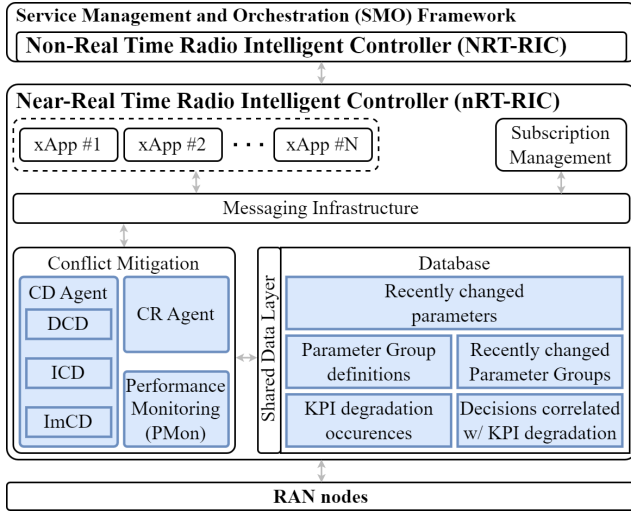 Service Management and Orchestration (SMO) Framework
Non-Real Time Radio Intelligent Controller (NRT-RIC)
Near-Real Time Radio Intelligent Controller (nRT-RIC)
xApp #1
xApp #2
· · ·
xApp #N
Subscription
Management
Messaging Infrastructure
Conflict Mitigation
CD Agent
DCD
ICD
ImCD
CR Agent
Performance
Monitoring
(PMon)
Shared Data Layer
Database
Recently changed
parameters
Parameter Group
definitions
Recently changed
Parameter Groups
KPI degradation
occurences
Decisions correlated
w/ KPI degradation
RAN nodes